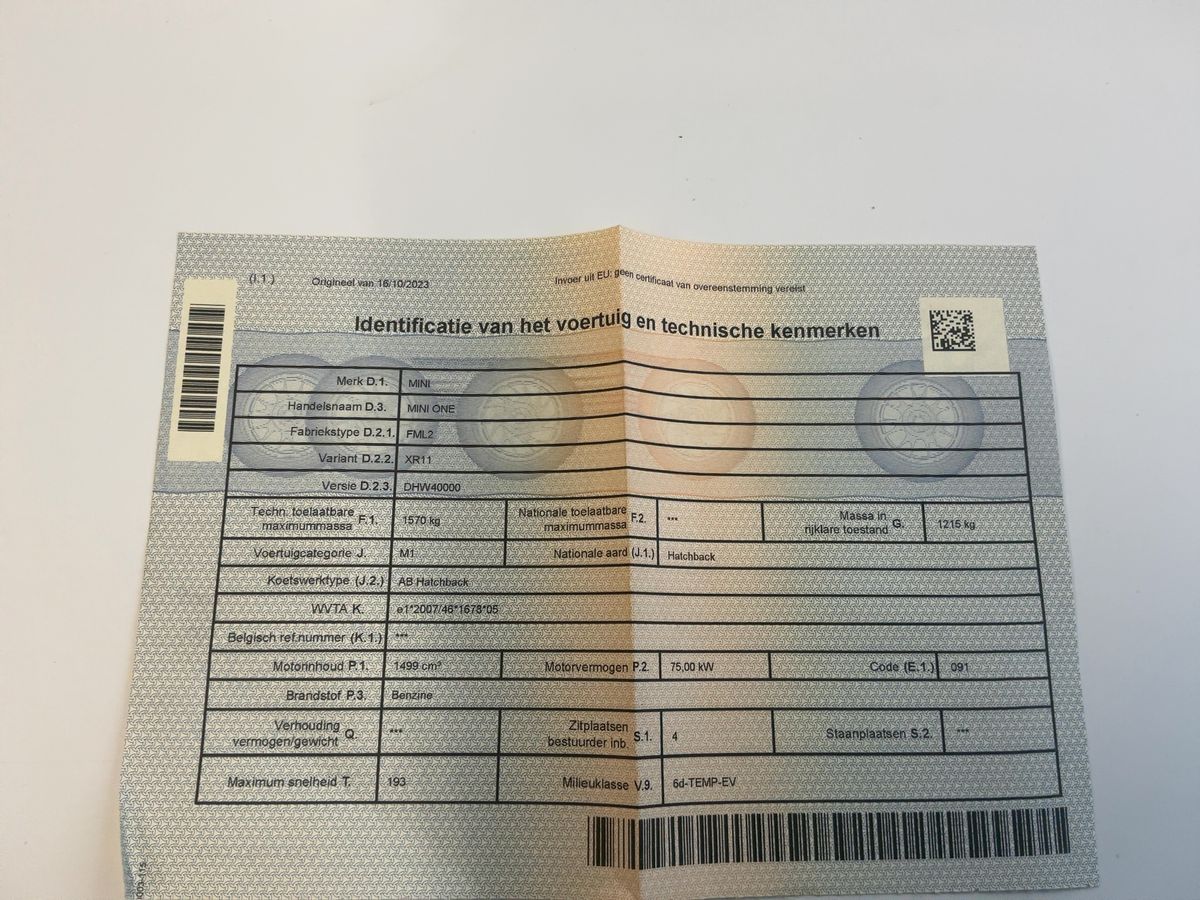 (I.1.) Origineel van 16/10/2023 Invoer uit EU: geen certificaat van overeenstemming vereist
Identificatie van het voertuig en technische kenmerken
Merk D.1. MINI
Handelsnaam D.3. MINI ONE
Fabriekstype D.2.1. FML2
Variant D.2.2. XR11
Versie D.2.3. DHW40000
Techn. toelaatbare maximummassa F.1. 1570 kg Nationale toelaatbare maximummassa F.2. *** Massa in rijklare toestand G. 1215 kg
Voertuigcategorie J. M1 Nationale aard (J.1.) Hatchback
Koetswerktype (J.2.) AB Hatchback
WVTA K. e1*2007/46*1678*05
Belgisch ref.nummer (K.1.) ***
Motorinhoud P.1. 1499 cm³ Motorvermogen P.2. 75,00 kW Code (E.1.) 091
Brandstof P.3. Benzine
Verhouding vermogen/gewicht Q. *** Zitplaatsen bestuurder inb. S.1. 4 Staanplaatsen S.2. ***
Maximum snelheid T. 193 Milieuklasse V.9. 6d-TEMP-EV